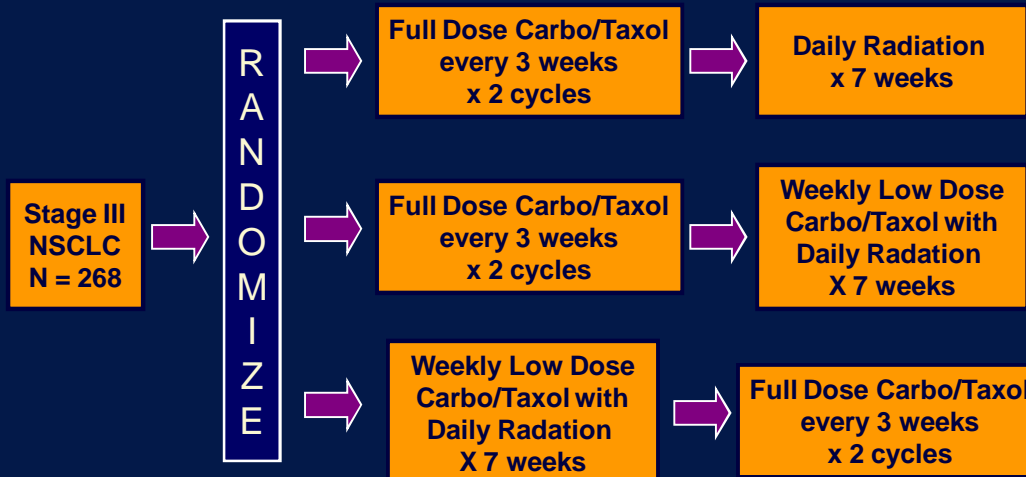 Stage III
NSCLC
N = 268
R
A
N
D
O
M
I
Z
E
Full Dose Carbo/Taxol
every 3 weeks
x 2 cycles
Daily Radiation
x 7 weeks
Full Dose Carbo/Taxol
every 3 weeks
x 2 cycles
Weekly Low Dose
Carbo/Taxol with
Daily Radation
X 7 weeks
Weekly Low Dose
Carbo/Taxol with
Daily Radation
X 7 weeks
Full Dose Carbo/Taxol
every 3 weeks
x 2 cycles